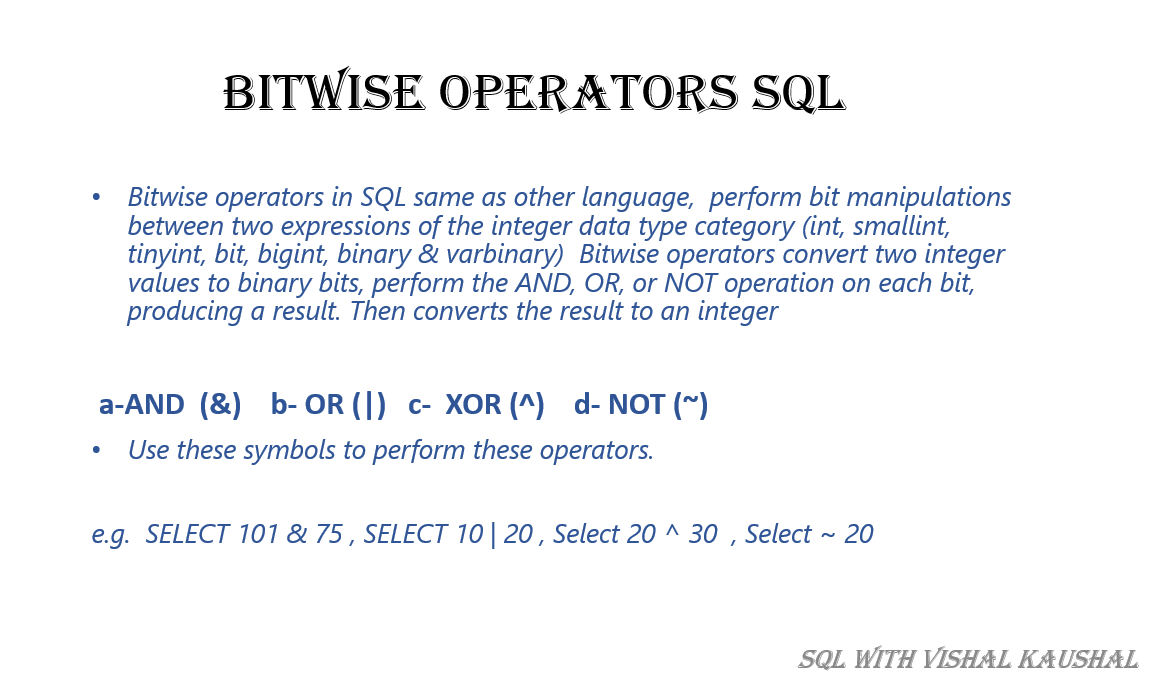 BITWISE OPERATORS SQL
• Bitwise operators in SQL same as other language,  perform bit manipulations
between two expressions of the integer data type category (int, smallint,
tinyint, bit, bigint, binary & varbinary)  Bitwise operators convert two integer
values to binary bits, perform the AND, OR, or NOT operation on each bit,
producing a result. Then converts the result to an integer
a-AND  (&)    b- OR (|)   c-  XOR (^)    d- NOT (~)
• Use these symbols to perform these operators.
e.g.  SELECT 101 & 75 , SELECT 10 | 20 , Select 20 ^ 30  , Select ~ 20
SQL WITH VISHAL KAUSHAL